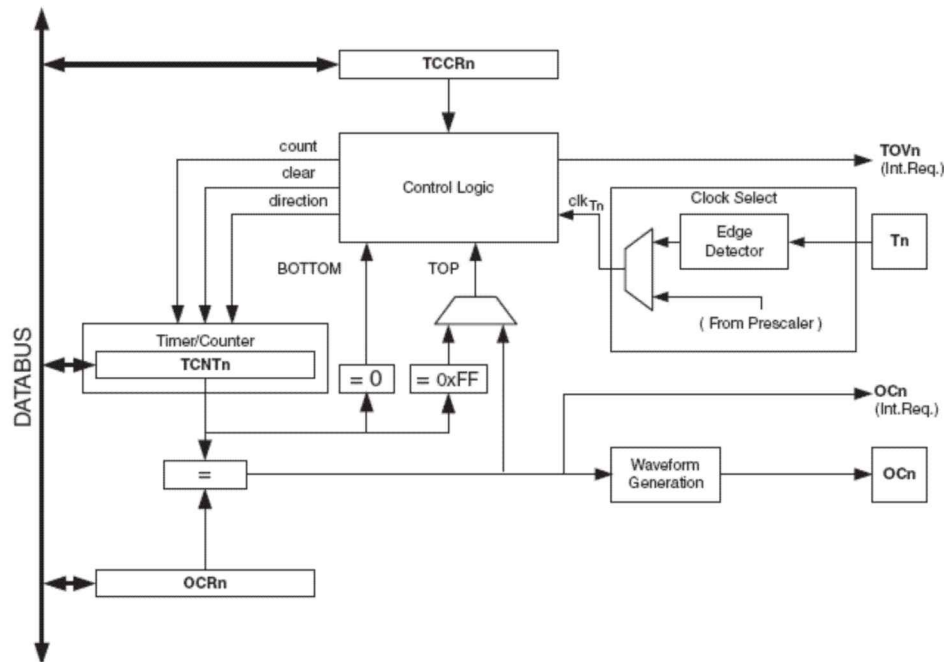 TCCRn
count
clear
direction
Control Logic
TOVn
(Int.Req.)
clkTn
Clock Select
Edge
Detector
Tn
( From Prescaler )
BOTTOM
TOP
DATABUS
Timer/Counter
TCNTn
= 0
= 0xFF
OCn
(Int.Req.)
=
Waveform
Generation
OCn
OCRn